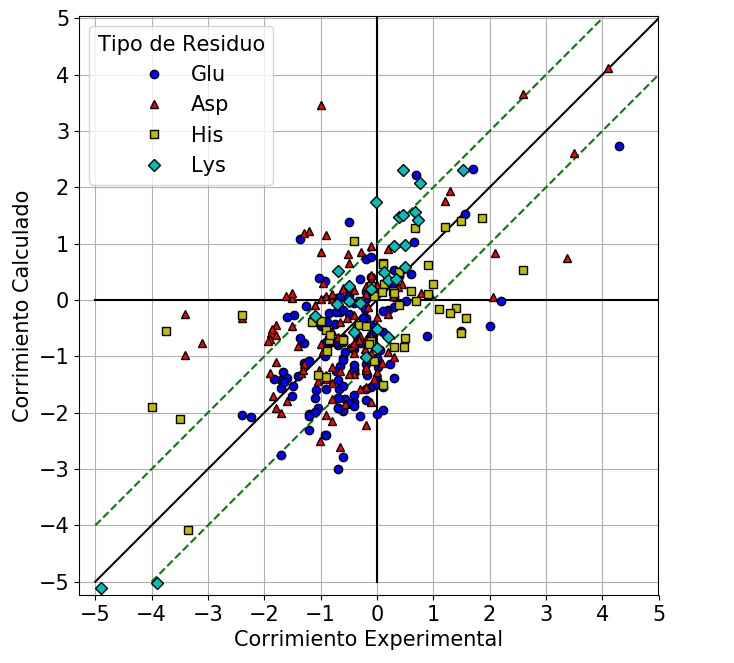 Tipo de Residuo
Glu
Asp
His
Lys
5
4
3
2
1
0
−1
−2
−3
−4
−5
Corrimiento Calculado
−5 −4 −3 −2 −1 0 1 2 3 4 5
Corrimiento Experimental